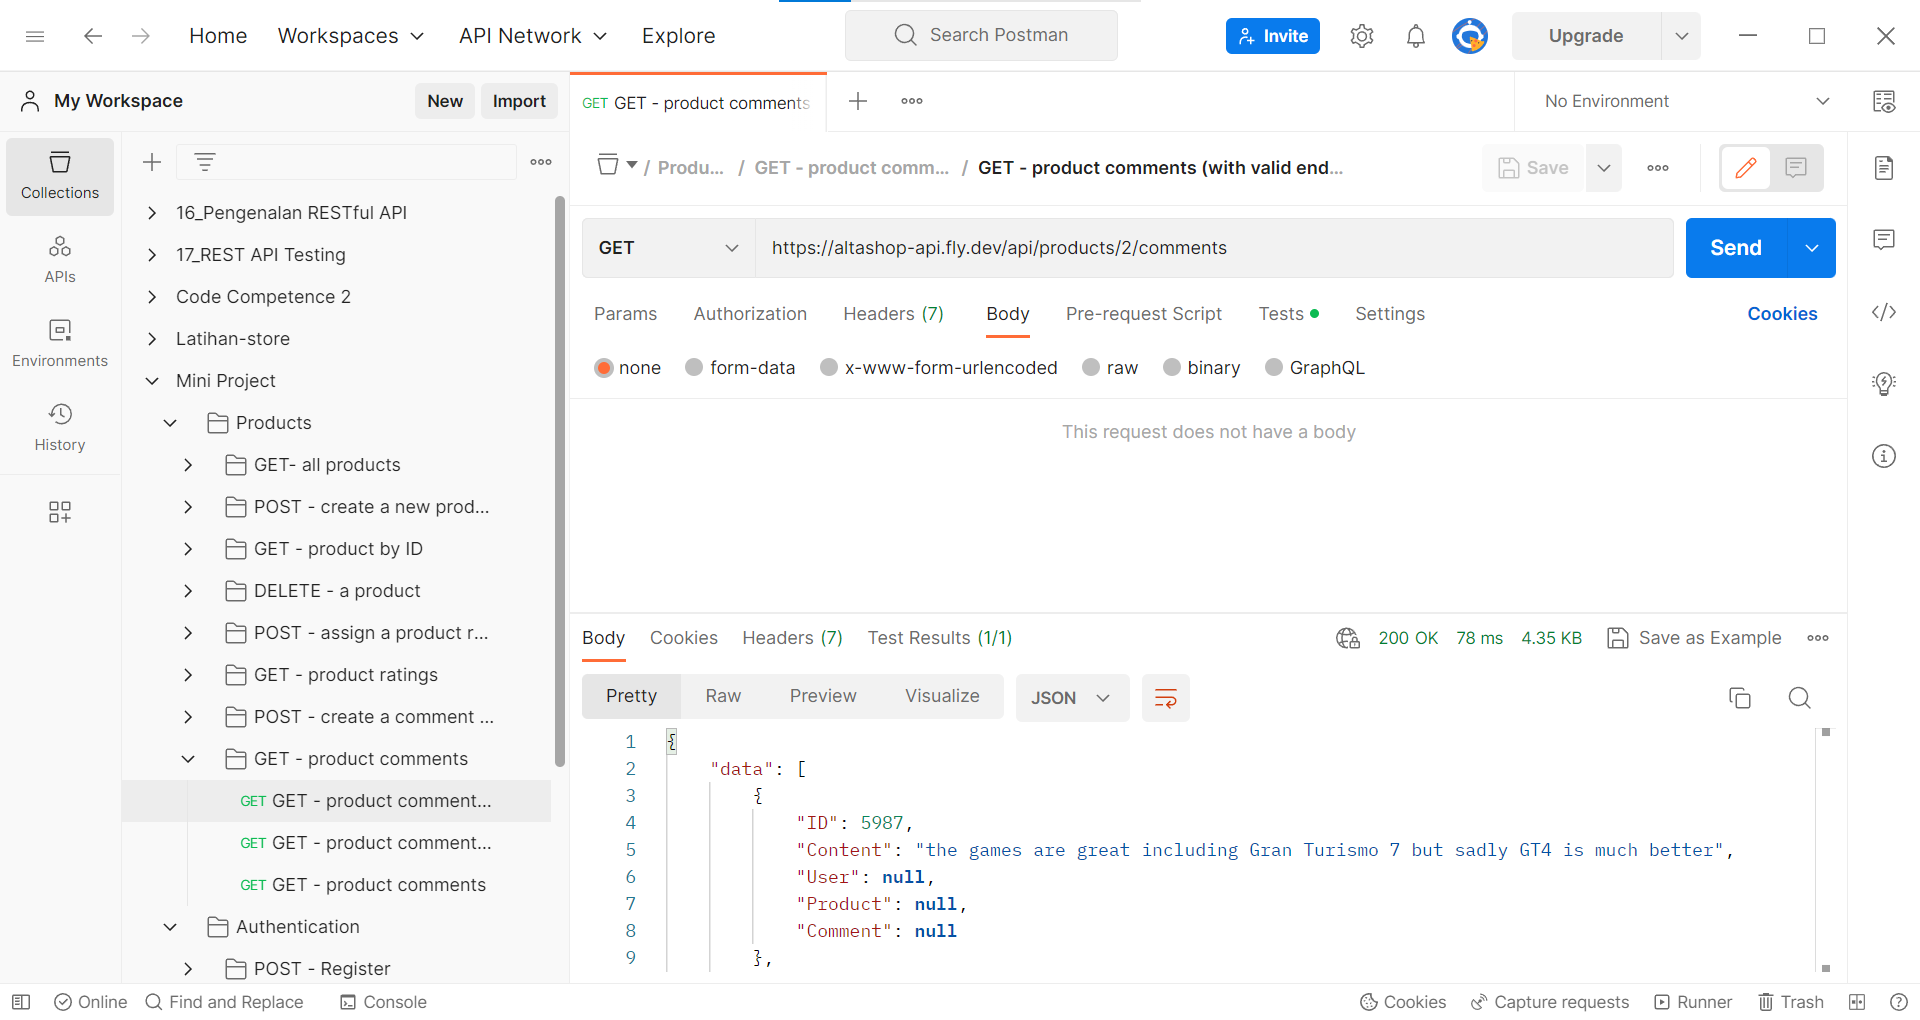 Home Workspaces API Network Explore Search Postman Invite Upgrade
My Workspace New Import
GET GET - product comments
No Environment
Collections
APIs
Environments
History
16_Pengenalan RESTful API
17_REST API Testing
Code Competence 2
Latihan-store
Mini Project
Products
GET- all products
POST - create a new prod...
GET - product by ID
DELETE - a product
POST - assign a product r...
GET - product ratings
POST - create a comment ...
GET - product comments
GET GET - product comment...
GET GET - product comment...
GET GET - product comments
Authentication
POST - Register
/ Produ... / GET - product comm... / GET - product comments (with valid end...
Save
GET https://altashop-api.fly.dev/api/products/2/comments Send
Params Authorization Headers (7) Body Pre-request Script Tests Settings Cookies
none form-data x-www-form-urlencoded raw binary GraphQL
This request does not have a body
Body Cookies Headers (7) Test Results (1/1) 200 OK 78 ms 4.35 KB Save as Example
Pretty Raw Preview Visualize JSON
1 {
2 "data": [
3 {
4 "ID": 5987,
5 "Content": "the games are great including Gran Turismo 7 but sadly GT4 is much better",
6 "User": null,
7 "Product": null,
8 "Comment": null
9 },
Online Find and Replace Console Cookies Capture requests Runner Trash